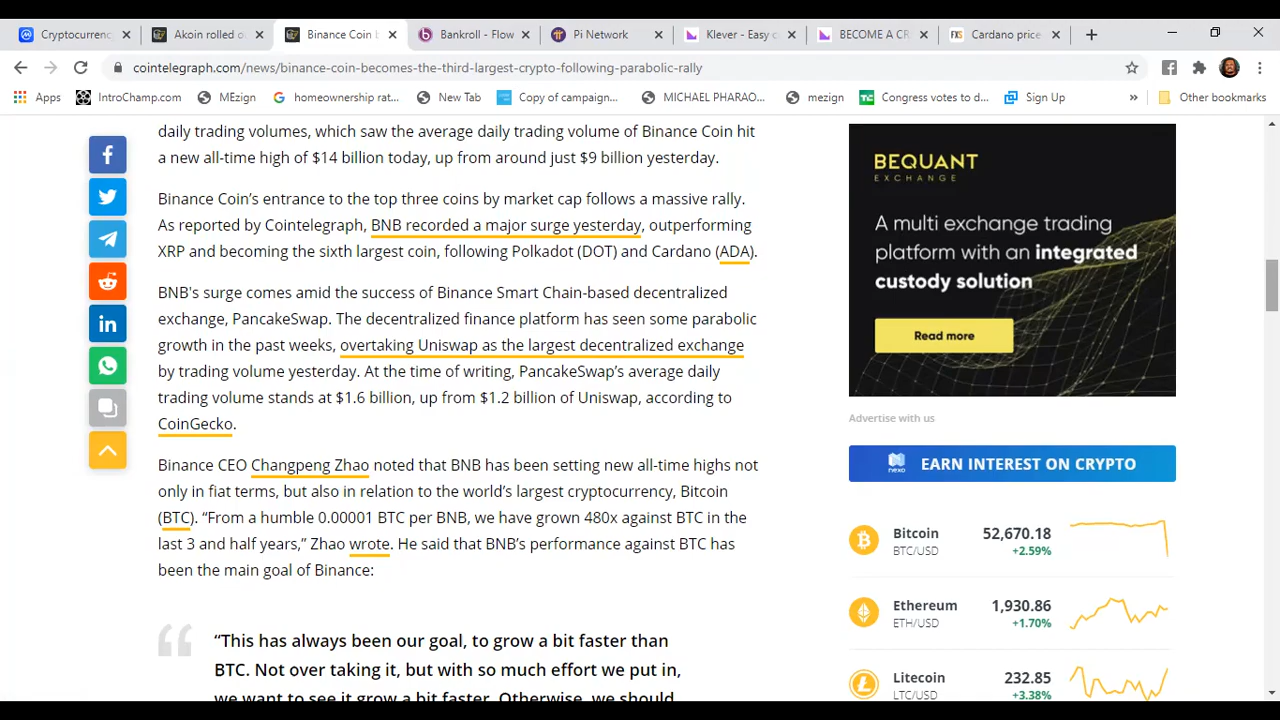 Cryptocurrency
Akoin rolled o
Binance Coin b
Bankroll - Flow
Pi Network
Klever - Easy c
BECOME A CR
FXS
Cardano price
cointelegraph.com/news/binance-coin-becomes-the-third-largest-crypto-following-parabolic-rally
Apps
IntroChamp.com
MEzign
homeownership rat...
New Tab
Copy of campaign...
MICHAEL PHARAO...
mezign
TC
Congress votes to d...
Sign Up
Other bookmarks
daily trading volumes, which saw the average daily trading volume of Binance Coin hit
a new all-time high of $14 billion today, up from around just $9 billion yesterday.
Binance Coin's entrance to the top three coins by market cap follows a massive rally.
As reported by Cointelegraph, BNB recorded a major surge yesterday, outperforming
XRP and becoming the sixth largest coin, following Polkadot (DOT) and Cardano (ADA).
BNB's surge comes amid the success of Binance Smart Chain-based decentralized
exchange, PancakeSwap. The decentralized finance platform has seen some parabolic
growth in the past weeks, overtaking Uniswap as the largest decentralized exchange
by trading volume yesterday. At the time of writing, PancakeSwap's average daily
trading volume stands at $1.6 billion, up from $1.2 billion of Uniswap, according to
CoinGecko.
Binance CEO Changpeng Zhao noted that BNB has been setting new all-time highs not
only in fiat terms, but also in relation to the world's largest cryptocurrency, Bitcoin
(BTC). “From a humble 0.00001 BTC per BNB, we have grown 480x against BTC in the
last 3 and half years,” Zhao wrote. He said that BNB's performance against BTC has
been the main goal of Binance:
“This has always been our goal, to grow a bit faster than
BTC. Not over taking it, but with so much effort we put in,
we want to see it grow a bit faster. Otherwise, we should
BEQUANT
EXCHANGE
A multi exchange trading
platform with an integrated
custody solution
Read more
Advertise with us
nexo
EARN INTEREST ON CRYPTO
Bitcoin 52,670.18
BTC/USD +2.59%
Ethereum 1,930.86
ETH/USD +1.70%
Litecoin 232.85
LTC/USD +3.38%